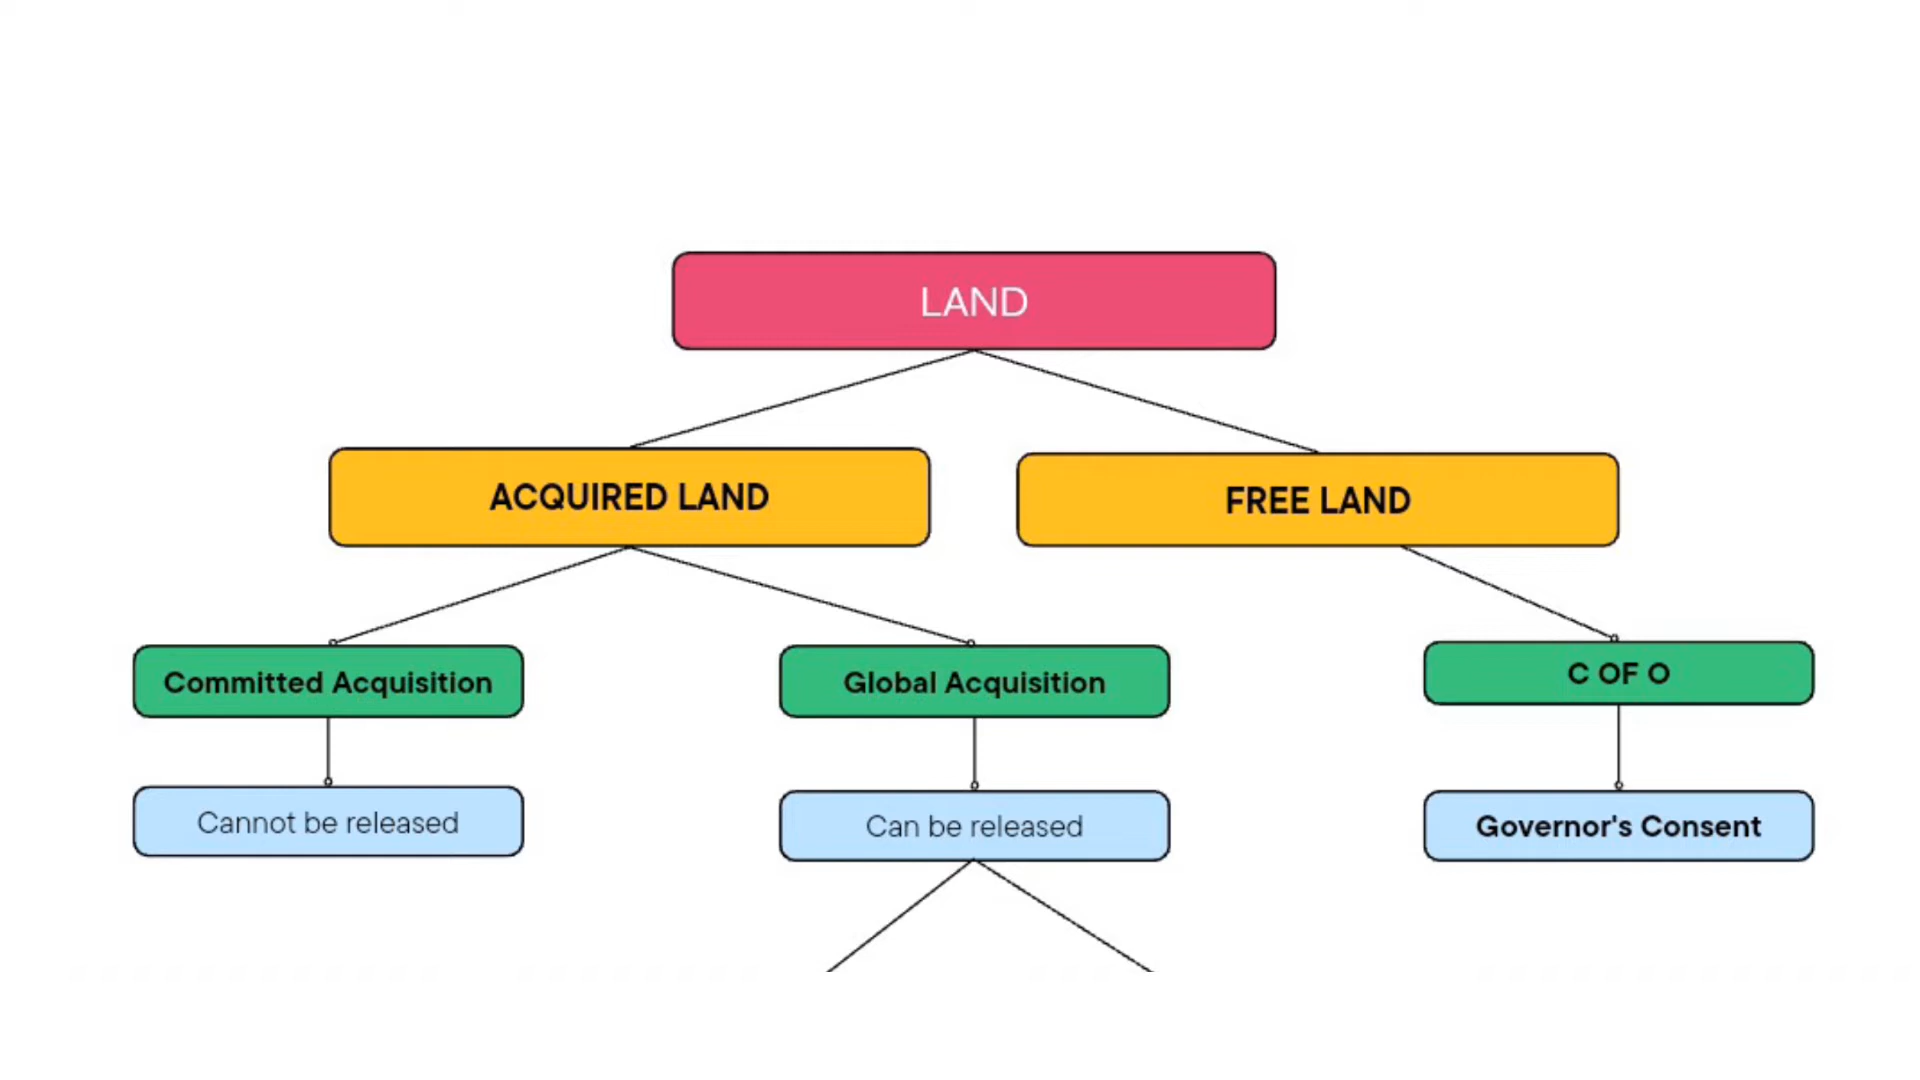 LAND
ACQUIRED LAND
FREE LAND
Committed Acquisition
Global Acquisition
C OF O
Cannot be released
Can be released
Governor's Consent